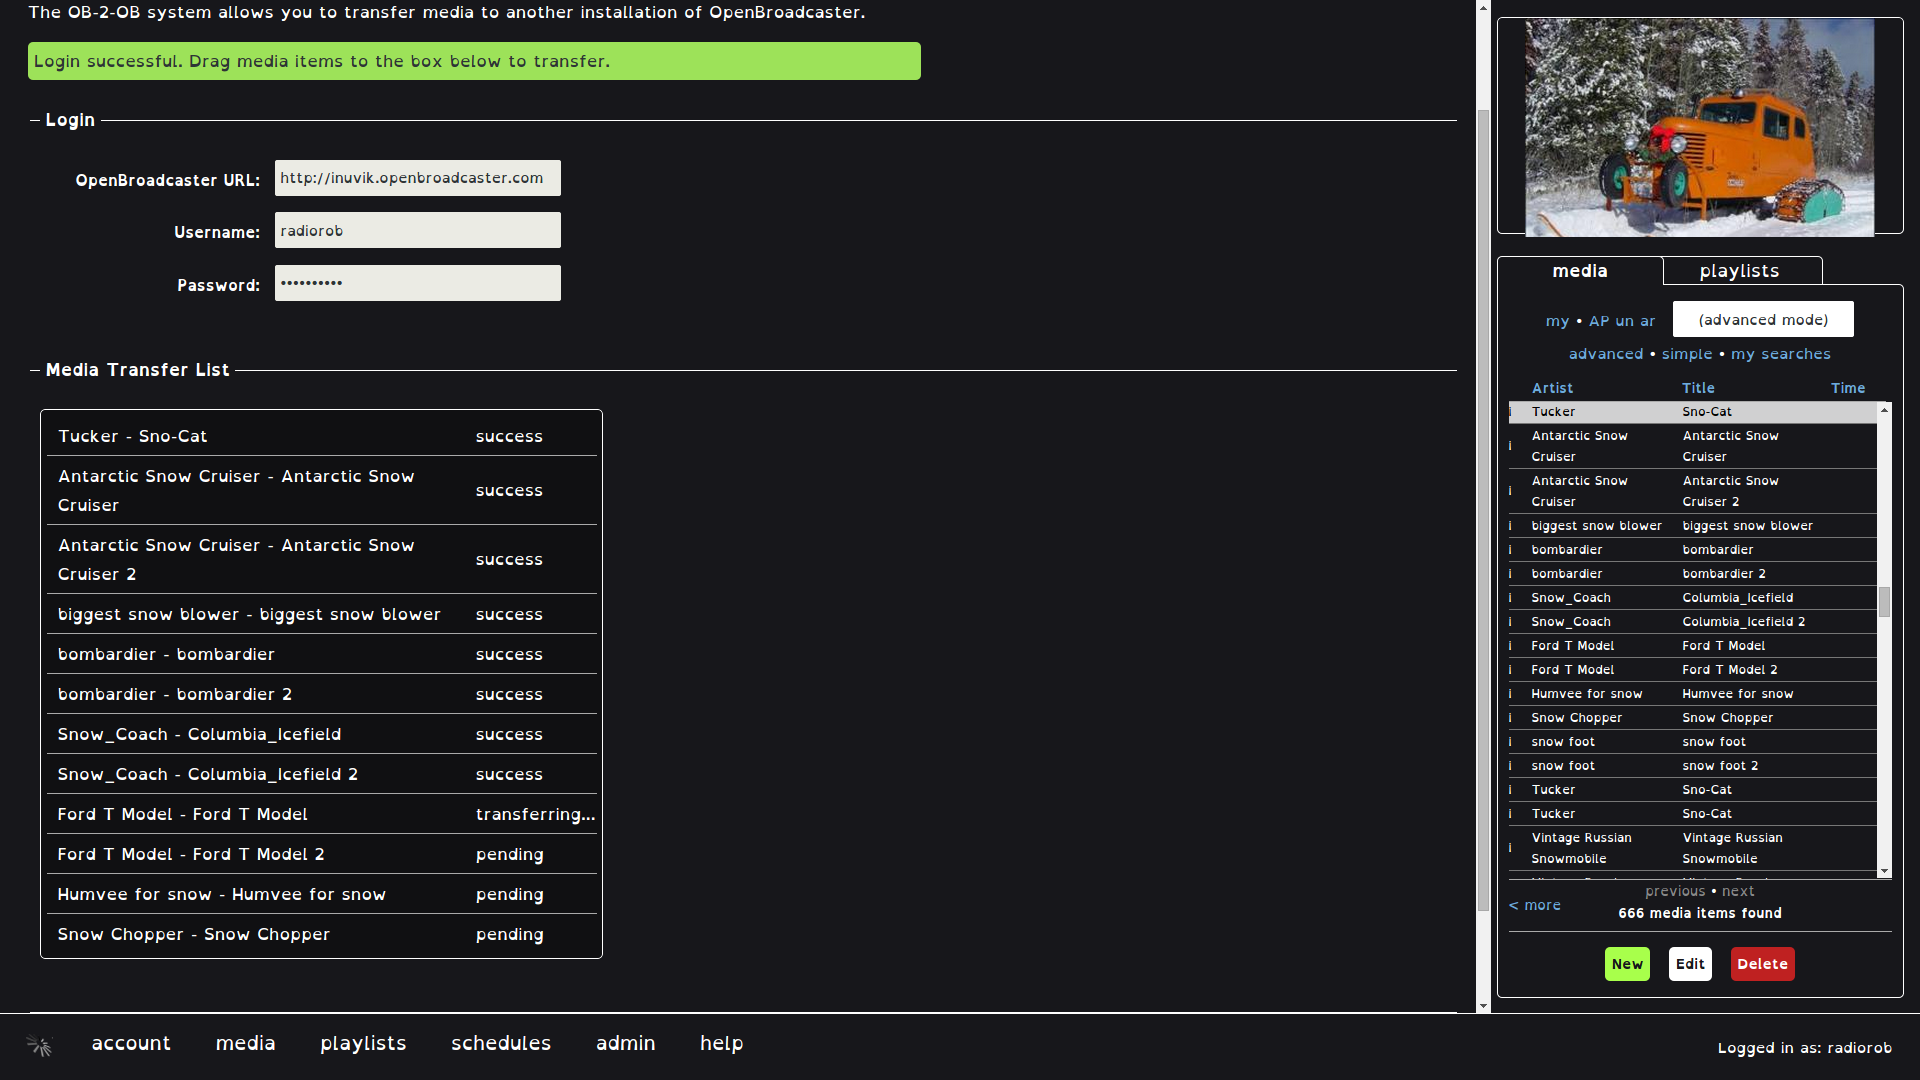 The OB-2-OB system allows you to transfer media to another installation of OpenBroadcaster.
Login successful. Drag media items to the box below to transfer.
Login
OpenBroadcaster URL: http://inuvik.openbroadcaster.com
Username: radiorob
Password: ••••••••••
Media Transfer List
Tucker - Sno-Cat success
Antarctic Snow Cruiser - Antarctic Snow
Cruiser success
Antarctic Snow Cruiser - Antarctic Snow
Cruiser 2 success
biggest snow blower - biggest snow blower success
bombardier - bombardier success
bombardier - bombardier 2 success
Snow_Coach - Columbia_Icefield success
Snow_Coach - Columbia_Icefield 2 success
Ford T Model - Ford T Model transferring...
Ford T Model - Ford T Model 2 pending
Humvee for snow - Humvee for snow pending
Snow Chopper - Snow Chopper pending
media playlists
my • AP un ar (advanced mode)
advanced • simple • my searches
Artist Title Time
i Tucker Sno-Cat
i Antarctic Snow Antarctic Snow
Cruiser Cruiser
i Antarctic Snow Antarctic Snow
Cruiser Cruiser 2
i biggest snow blower biggest snow blower
i bombardier bombardier
i bombardier bombardier 2
i Snow_Coach Columbia_Icefield
i Snow_Coach Columbia_Icefield 2
i Ford T Model Ford T Model
i Ford T Model Ford T Model 2
i Humvee for snow Humvee for snow
i Snow Chopper Snow Chopper
i snow foot snow foot
i snow foot snow foot 2
i Tucker Sno-Cat
i Tucker Sno-Cat
i Vintage Russian Vintage Russian
Snowmobile Snowmobile
previous • next
< more
666 media items found
New Edit Delete
account media playlists schedules admin help
Logged in as: radiorob